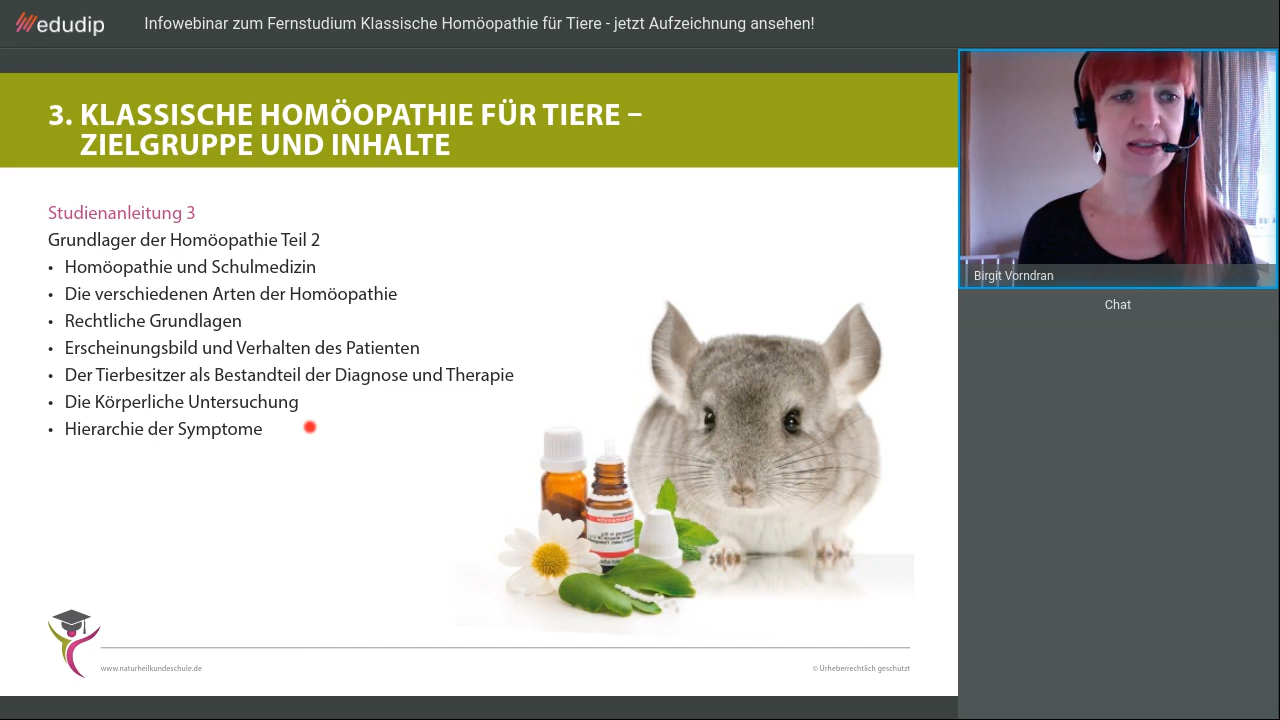 edudip
Infowebinar zum Fernstudium Klassische Homöopathie für Tiere - jetzt Aufzeichnung ansehen!
3. KLASSISCHE HOMÖOPATHIE FÜR TIERE –
ZIELGRUPPE UND INHALTE
Studienanleitung 3
Grundlager der Homöopathie Teil 2
• Homöopathie und Schulmedizin
• Die verschiedenen Arten der Homöopathie
• Rechtliche Grundlagen
• Erscheinungsbild und Verhalten des Patienten
• Der Tierbesitzer als Bestandteil der Diagnose und Therapie
• Die Körperliche Untersuchung
• Hierarchie der Symptome
www.naturheilkundeschule.de
© Urheberrechtlich geschützt
Birgit Vorndran
Chat